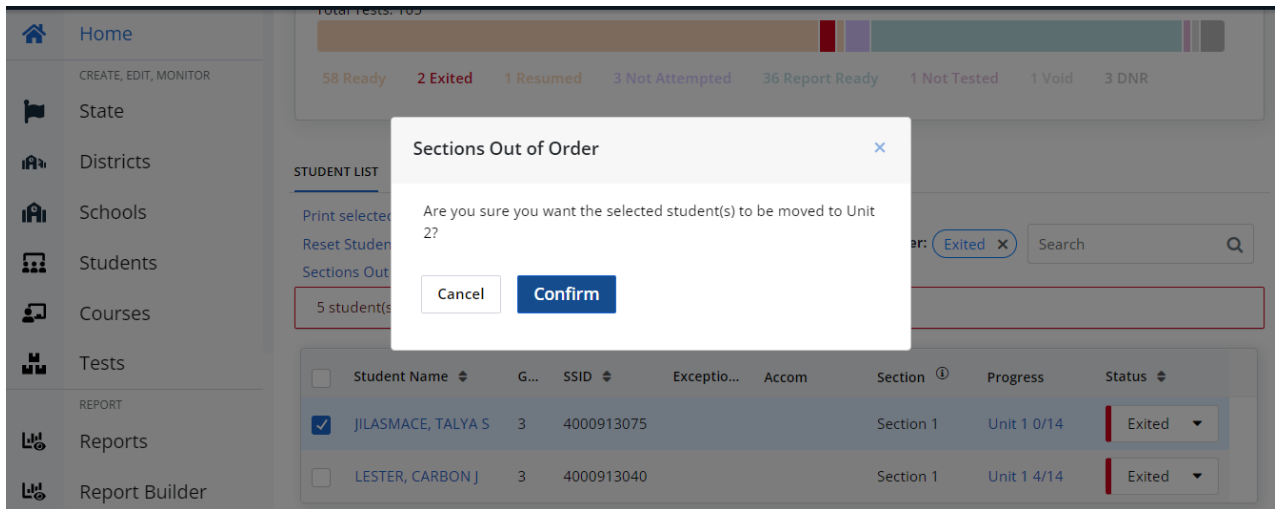 Home
CREATE, EDIT, MONITOR
State
Districts
Schools
Students
Courses
Tests
REPORT
Reports
Report Builder
Total Tests: 105
58 Ready 2 Exited 1 Resumed 3 Not Attempted 36 Report Ready 1 Not Tested 1 Void 3 DNR
STUDENT LIST
Print selected
Reset Studen
Sections Out
er: Exited × Search
5 student(s
Sections Out of Order ×
Are you sure you want the selected student(s) to be moved to Unit
2?
Cancel Confirm
Student Name G... SSID Exceptio... Accom Section Progress Status
JILASMACE, TALYA S 3 4000913075 Section 1 Unit 1 0/14 Exited
LESTER, CARBON J 3 4000913040 Section 1 Unit 1 4/14 Exited